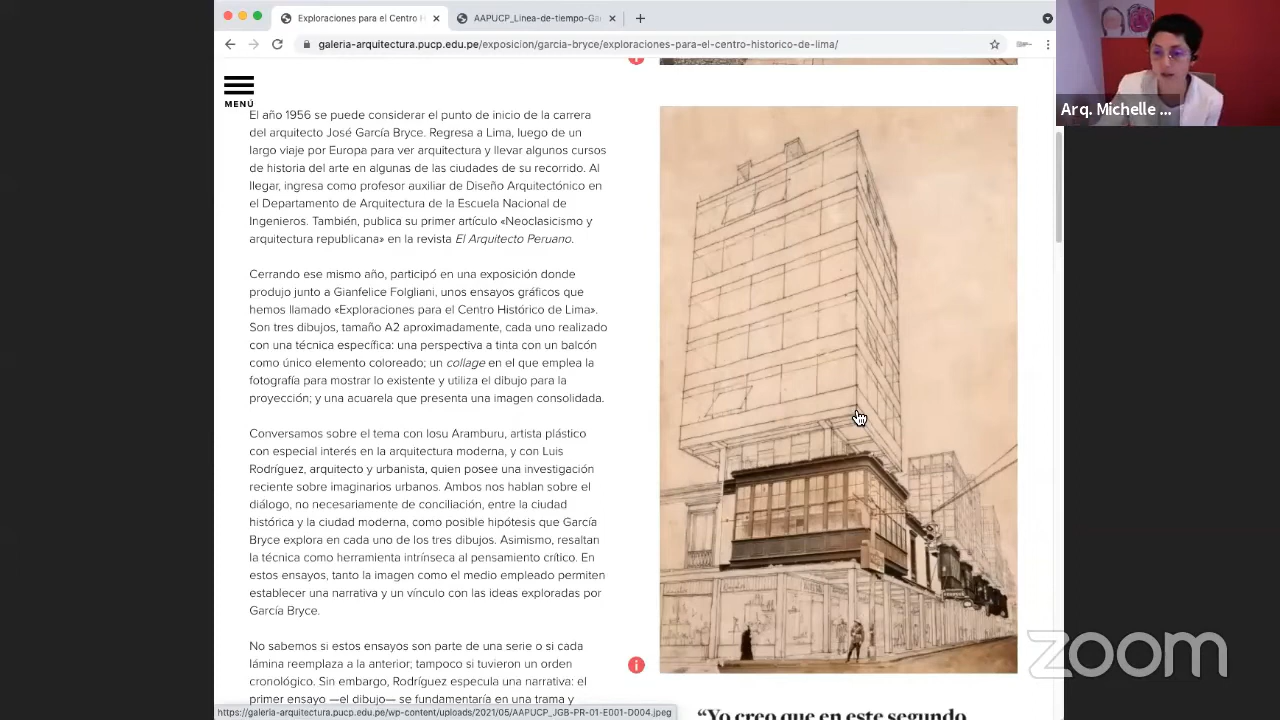 Exploraciones para el Centro H
AAPUCP_Linea-de-tiempo-Ga
galeria-arquitectura.pucp.edu.pe/exposicion/garcia-bryce/exploraciones-para-el-centro-historico-de-lima/
Arq. Michelle ...
MENÚ
El año 1956 se puede considerar el punto de inicio de la carrera
del arquitecto José García Bryce. Regresa a Lima, luego de un
largo viaje por Europa para ver arquitectura y llevar algunos cursos
de historia del arte en algunas de las ciudades de su recorrido. Al
llegar, ingresa como profesor auxiliar de Diseño Arquitectónico en
el Departamento de Arquitectura de la Escuela Nacional de
Ingenieros. También, publica su primer artículo «Neoclasicismo y
arquitectura republicana» en la revista El Arquitecto Peruano.
Cerrando ese mismo año, participó en una exposición donde
produjo junto a Gianfelice Folgliani, unos ensayos gráficos que
hemos llamado «Exploraciones para el Centro Histórico de Lima».
Son tres dibujos, tamaño A2 aproximadamente, cada uno realizado
con una técnica específica: una perspectiva a tinta con un balcón
como único elemento coloreado; un collage en el que emplea la
fotografía para mostrar lo existente y utiliza el dibujo para la
proyección; y una acuarela que presenta una imagen consolidada.
Conversamos sobre el tema con Iosu Aramburu, artista plástico
con especial interés en la arquitectura moderna, y con Luis
Rodríguez, arquitecto y urbanista, quien posee una investigación
reciente sobre imaginarios urbanos. Ambos nos hablan sobre el
diálogo, no necesariamente de conciliación, entre la ciudad
histórica y la ciudad moderna, como posible hipótesis que García
Bryce explora en cada uno de los tres dibujos. Asimismo, resaltan
la técnica como herramienta intrínseca al pensamiento crítico. En
estos ensayos, tanto la imagen como el medio empleado permiten
establecer una narrativa y un vínculo con las ideas exploradas por
García Bryce.
No sabemos si estos ensayos son parte de una serie o si cada
lámina reemplaza a la anterior; tampoco si tuvieron un orden
cronológico. Sin embargo, Rodríguez especula una narrativa: el
primer ensayo —el dibujo— se fundamentaría en una trama y
"Yo creo que en este segundo
https://galeria-arquitectura.pucp.edu.pe/wp-content/uploads/2021/05/AAPUCP_JGB-PR-01-E001-D004.jpeg
zoom